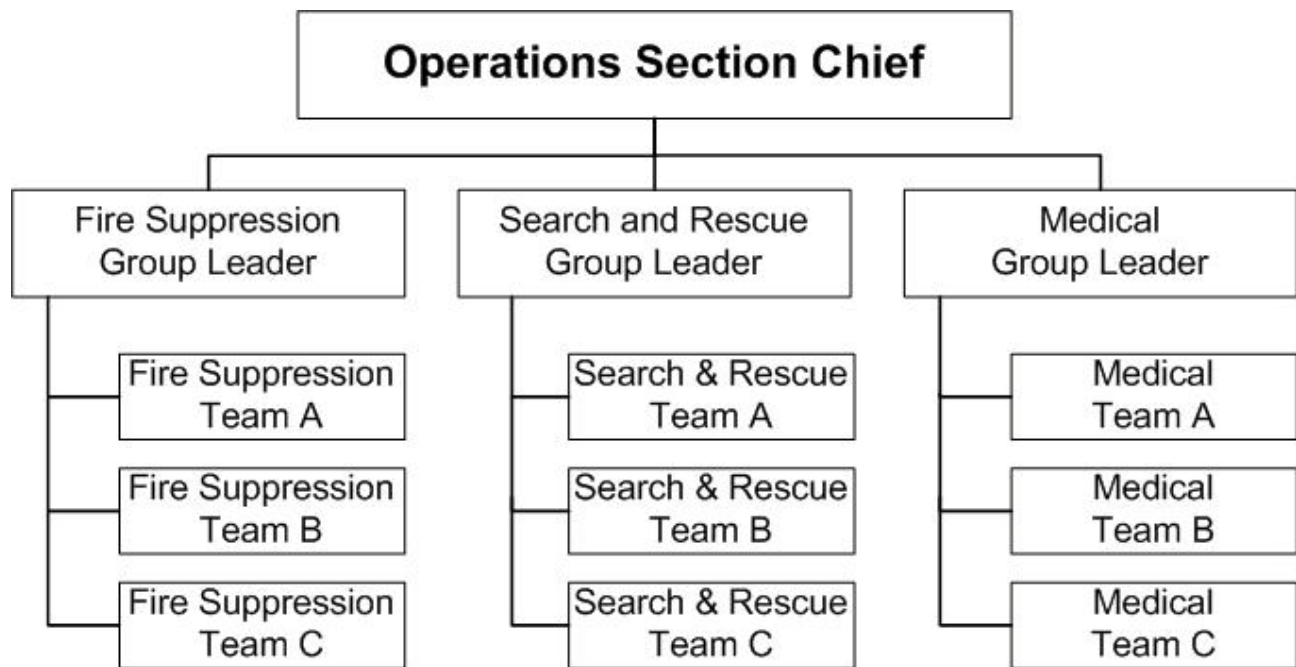 Operations Section Chief
Fire Suppression
Group Leader
Search and Rescue
Group Leader
Medical
Group Leader
Fire Suppression
Team A
Search & Rescue
Team A
Medical
Team A
Fire Suppression
Team B
Search & Rescue
Team B
Medical
Team B
Fire Suppression
Team C
Search & Rescue
Team C
Medical
Team C